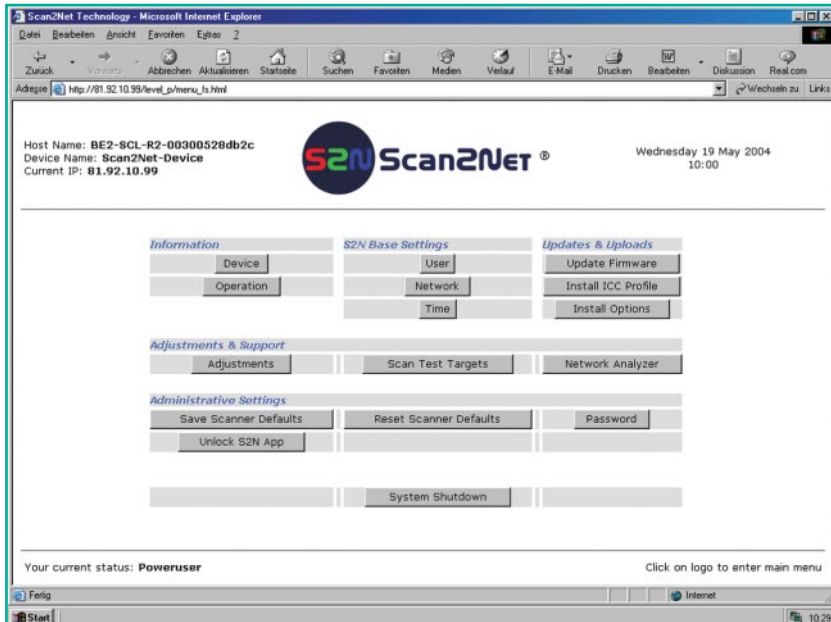 Scan2Net Technology - Microsoft Internet Explorer
Datei Bearbeiten Ansicht Favoriten Extras ?
Zurück Vorwärts Abbrechen Aktualisieren Startseite Suchen Favoriten Medien Verlauf E-Mail Drucken Bearbeiten Diskussion Real.com
Adresse http://81.92.10.99/level_p/menu_fs.html Wechseln zu Links
Host Name: BE2-SCL-R2-00300528db2c
Device Name: Scan2Net-Device
Current IP: 81.92.10.99
S2N Scan2Net ®
Wednesday 19 May 2004
10:00
Information S2N Base Settings Updates & Uploads
Device User Update Firmware
Operation Network Install ICC Profile
Time Install Options
Adjustments & Support
Adjustments Scan Test Targets Network Analyzer
Administrative Settings
Save Scanner Defaults Reset Scanner Defaults Password
Unlock S2N App
System Shutdown
Your current status: Poweruser Click on logo to enter main menu
Fertig Internet
Start 10:29